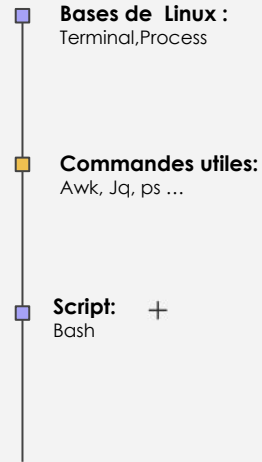 Bases de Linux :
Terminal,Process
Commandes utiles:
Awk, Jq, ps …
Script:
Bash